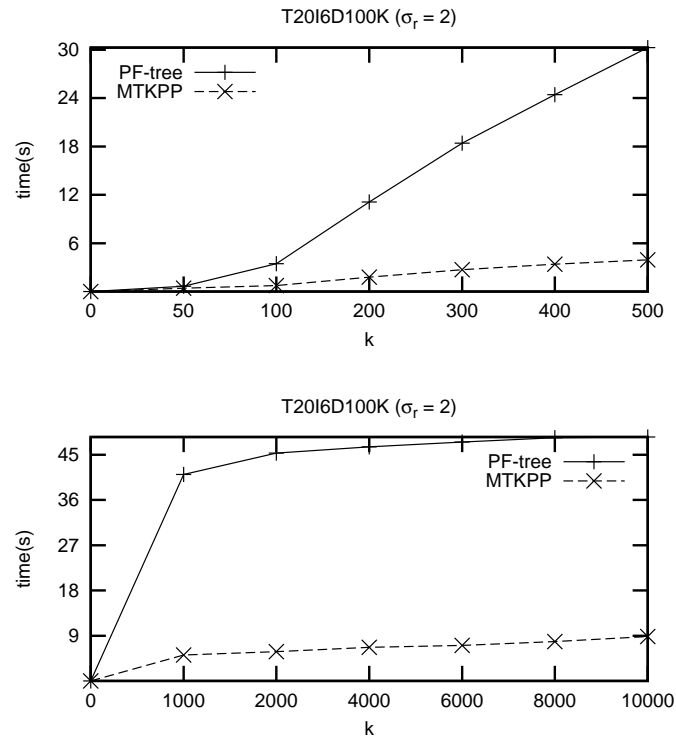 T20I6D100K (σr = 2)
30
24
18
12
6
time(s)
PF-tree
MTKPP
0 50 100 200 300 400 500
k
T20I6D100K (σr = 2)
45
36
27
18
9
time(s)
PF-tree
MTKPP
0 1000 2000 4000 6000 8000 10000
k